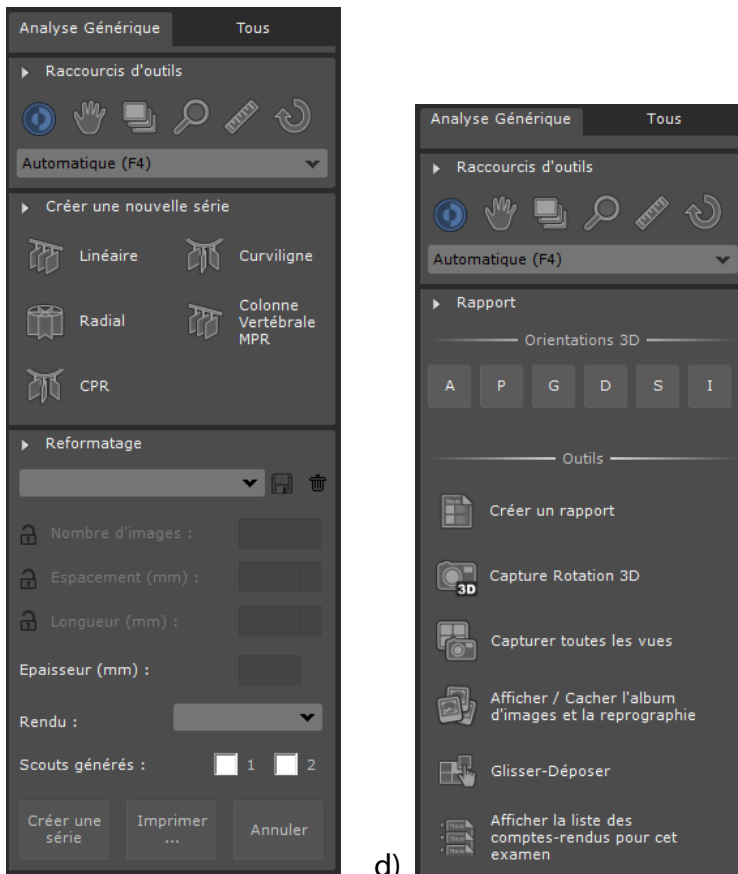 Analyse Générique
Tous
Raccourcis d'outils
Automatique (F4)
Créer une nouvelle série
Linéaire
Curviligne
Radial
Colonne
Vertébrale
MPR
CPR
Reformatage
Nombre d'images :
Espacement (mm) :
Longueur (mm) :
Epaisseur (mm) :
Rendu :
Scouts générés : 1 2
Créer une
série
Imprimer
...
Annuler
d)
Analyse Générique
Tous
Raccourcis d'outils
Automatique (F4)
Rapport
Orientations 3D
A P G D S I
Outils
Créer un rapport
3D
Capture Rotation 3D
Capturer toutes les vues
Afficher / Cacher l'album
d'images et la reprographie
Glisser-Déposer
Afficher la liste des
comptes-rendus pour cet
examen